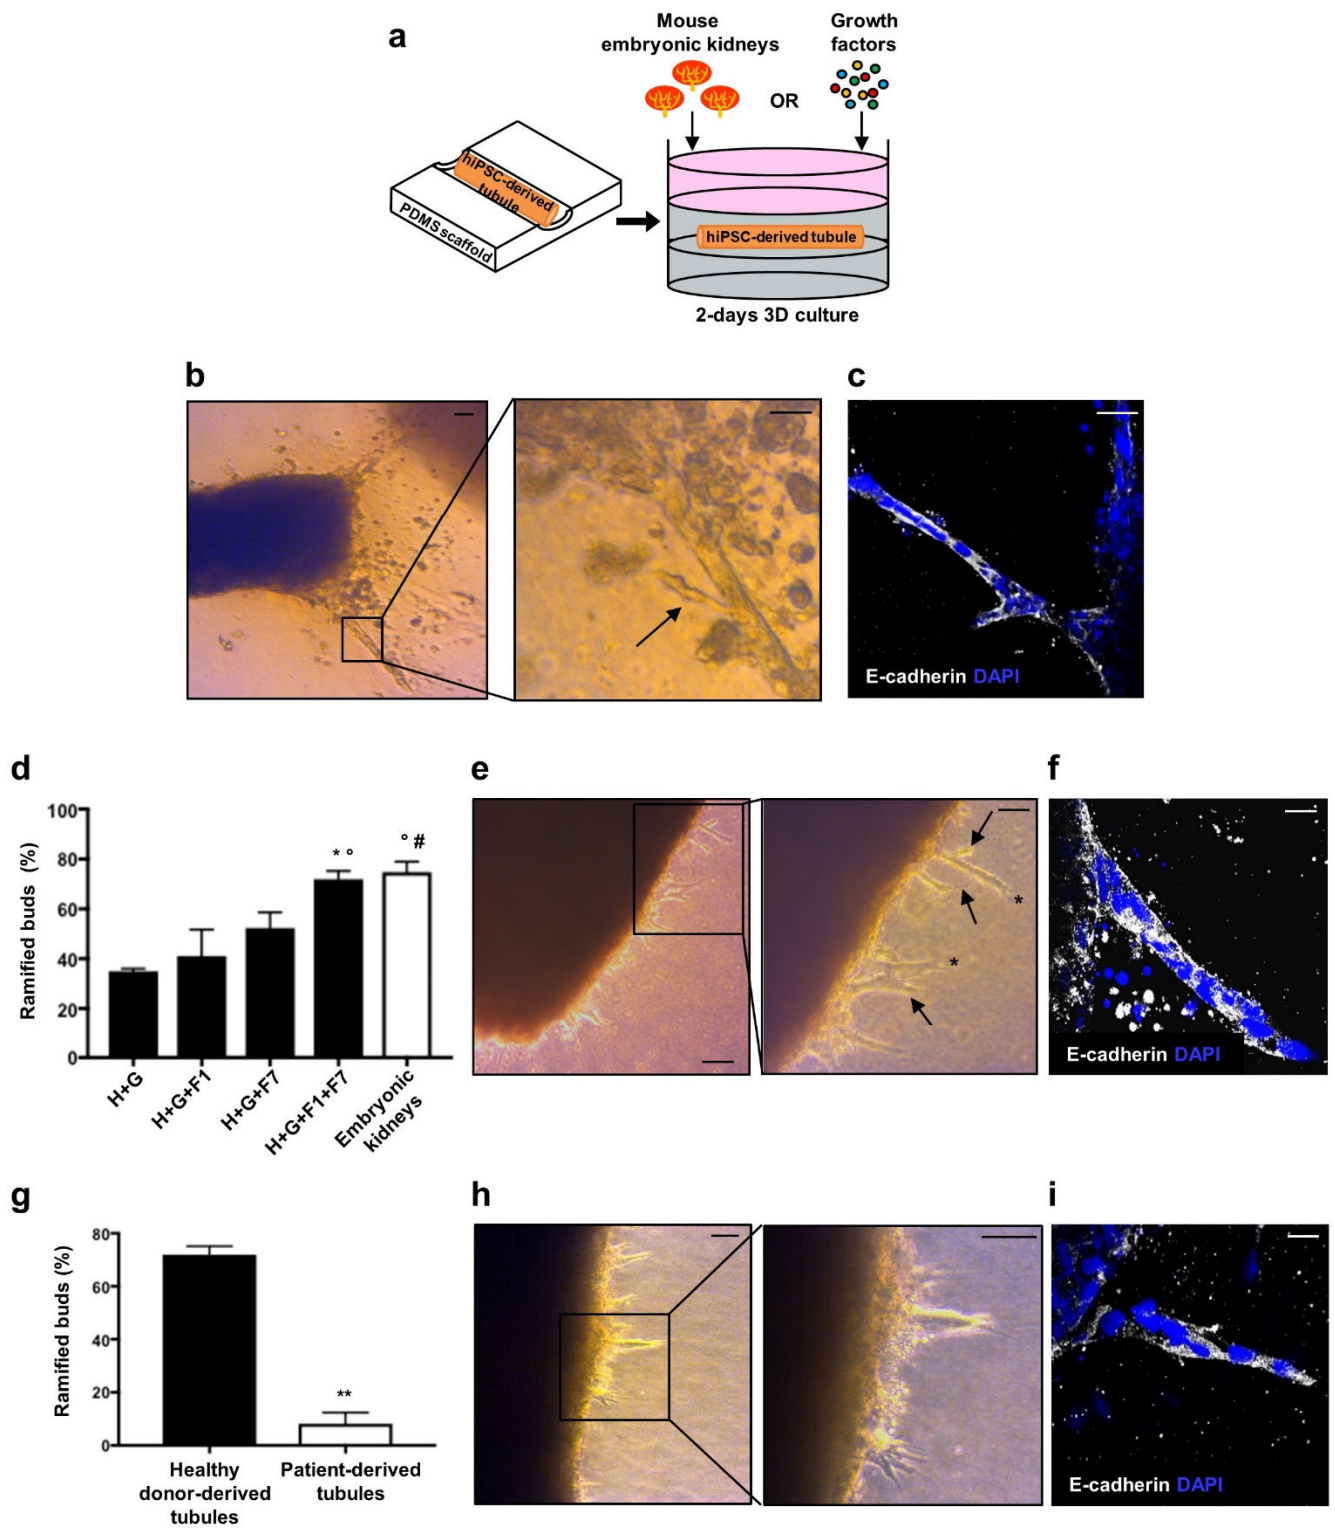 a
Mouse
embryonic kidneys
OR
Growth
factors
hiPSC-derived
tubule
PDMS scaffold
hiPSC-derived tubule
2-days 3D culture
b
c
E-cadherin DAPI
d
Ramified buds (%)
100
80
60
40
20
0
* °
° #
H+G
H+G+F1
H+G+F7
H+G+F1+F7
Embryonic
kidneys
e
*
*
f
E-cadherin DAPI
g
Ramified buds (%)
80
60
40
20
0
**
Healthy
donor-derived
tubules
Patient-derived
tubules
h
i
E-cadherin DAPI